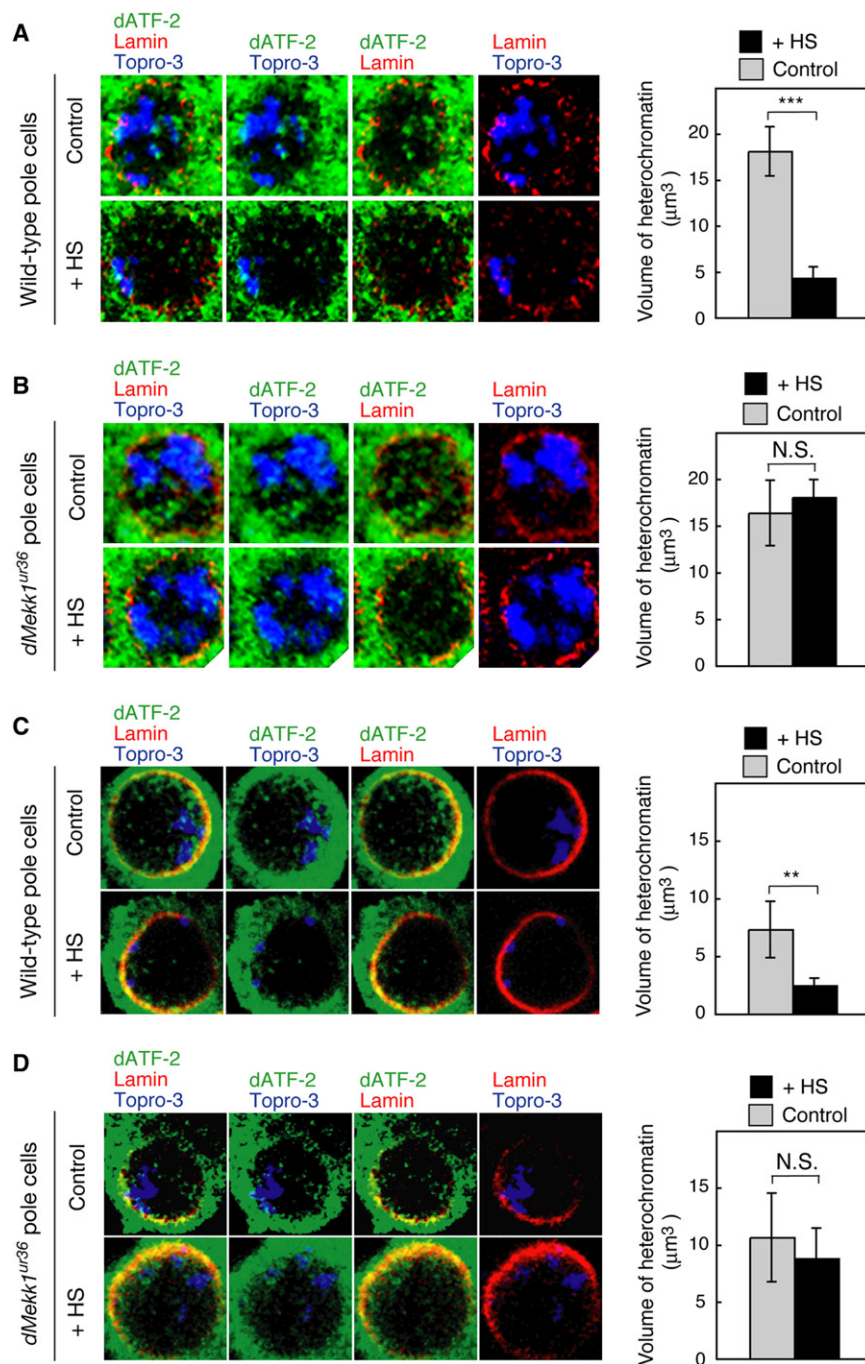 A
dATF-2
Lamin
Topro-3
dATF-2
Topro-3
dATF-2
Lamin
Lamin
Topro-3
Wild-type pole cells
Control
+ HS
+ HS
Control
Volume of heterochromatin
(μm3)
20
15
10
5
0
***
B
dATF-2
Lamin
Topro-3
dATF-2
Topro-3
dATF-2
Lamin
Lamin
Topro-3
dMekk1ur36 pole cells
Control
+ HS
+ HS
Control
Volume of heterochromatin
(μm3 )
20
15
10
5
0
N.S.
C
dATF-2
Lamin
Topro-3
dATF-2
Topro-3
dATF-2
Lamin
Lamin
Topro-3
Wild-type pole cells
Control
+ HS
+ HS
Control
Volume of heterochromatin
(μm3)
15
10
5
0
**
D
dATF-2
Lamin
Topro-3
dATF-2
Topro-3
dATF-2
Lamin
Lamin
Topro-3
dMekk1ur36 pole cells
Control
+ HS
+ HS
Control
Volume of heterochromatin
(μm3)
15
10
5
0
N.S.